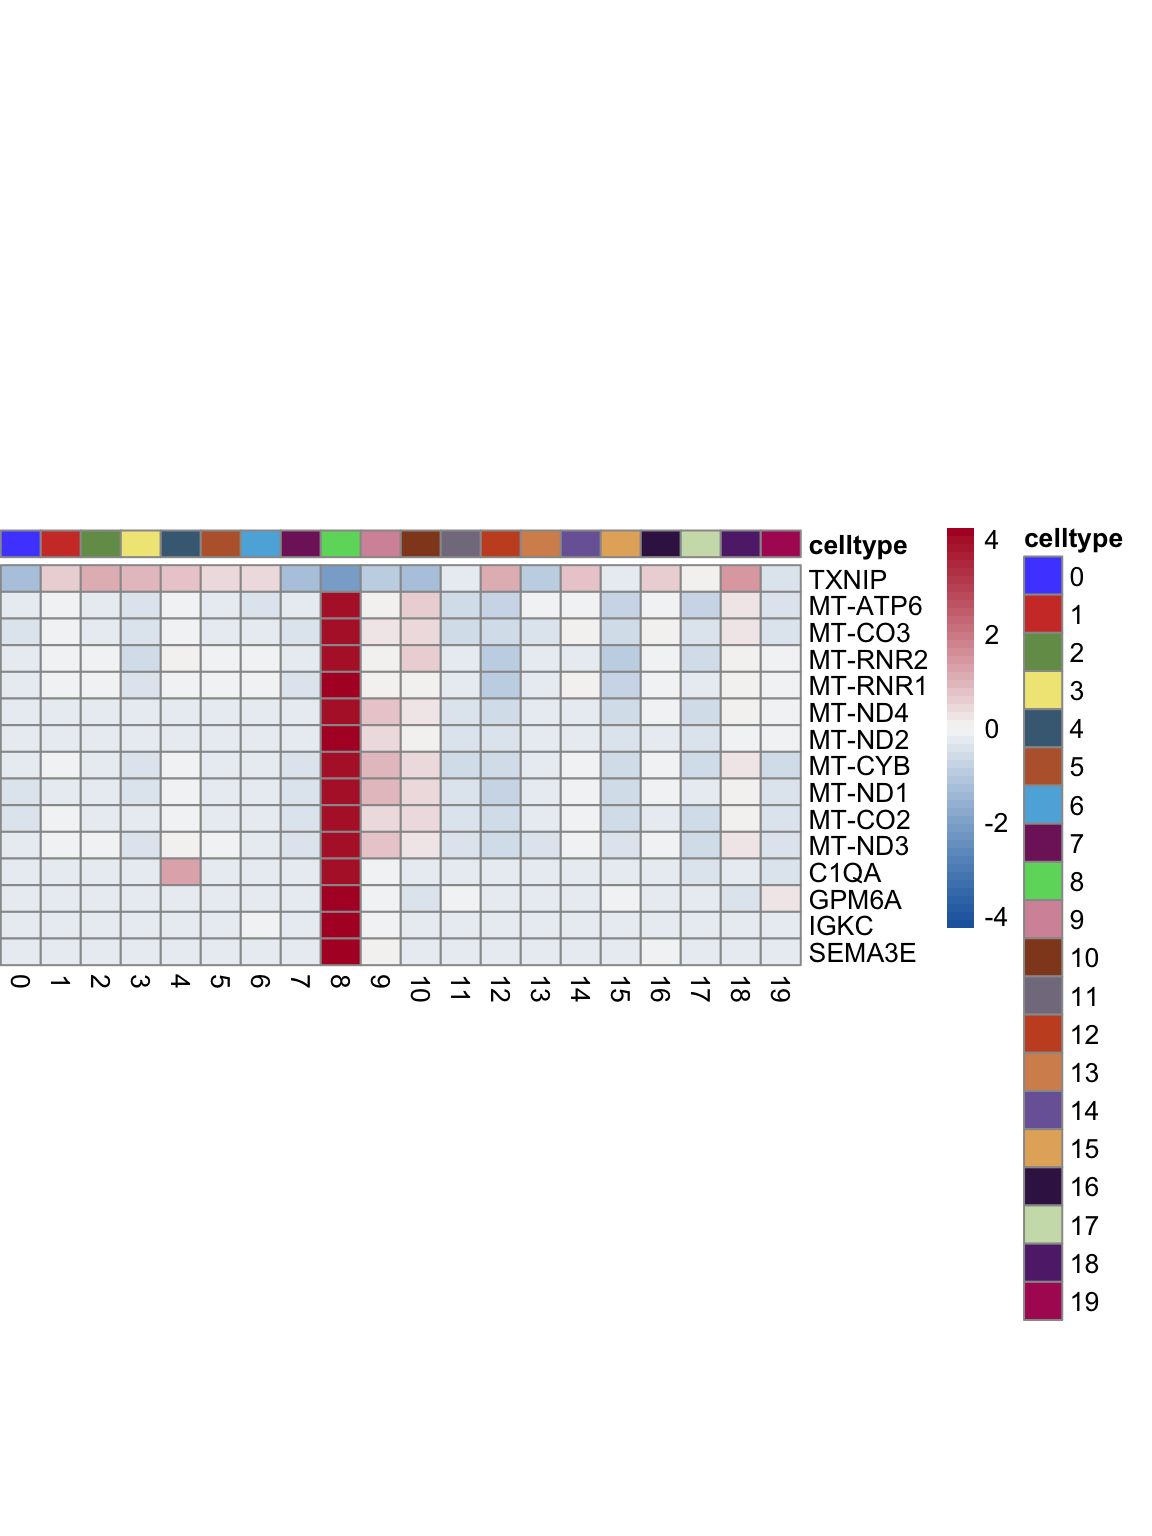 celltype
TXNIP
MT-ATP6
MT-CO3
MT-RNR2
MT-RNR1
MT-ND4
MT-ND2
MT-CYB
MT-ND1
MT-CO2
MT-ND3
C1QA
GPM6A
IGKC
SEMA3E
0 1 2 3 4 5 6 7 8 9 10 11 12 13 14 15 16 17 18 19
4
2
0
-2
-4
celltype
0
1
2
3
4
5
6
7
8
9
10
11
12
13
14
15
16
17
18
19